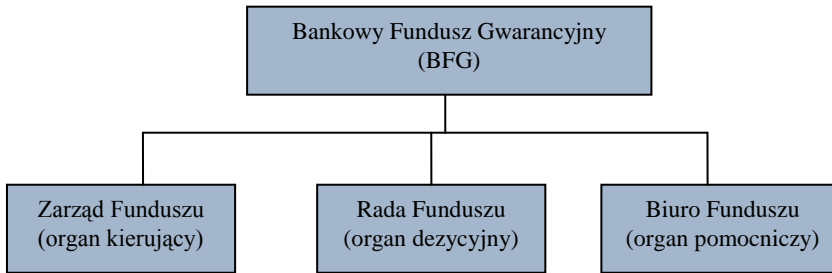 Bankowy Fundusz Gwarancyjny
(BFG)
Zarząd Funduszu
(organ kierujący)
Rada Funduszu
(organ dezycyjny)
Biuro Funduszu
(organ pomocniczy)